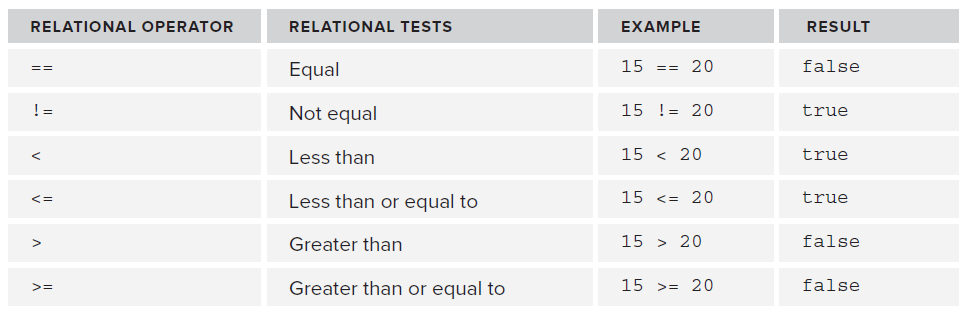 RELATIONAL OPERATOR RELATIONAL TESTS EXAMPLE RESULT
== Equal 15 == 20 false
!= Not equal 15 != 20 true
< Less than 15 < 20 true
<= Less than or equal to 15 <= 20 true
> Greater than 15 > 20 false
>= Greater than or equal to 15 >= 20 false